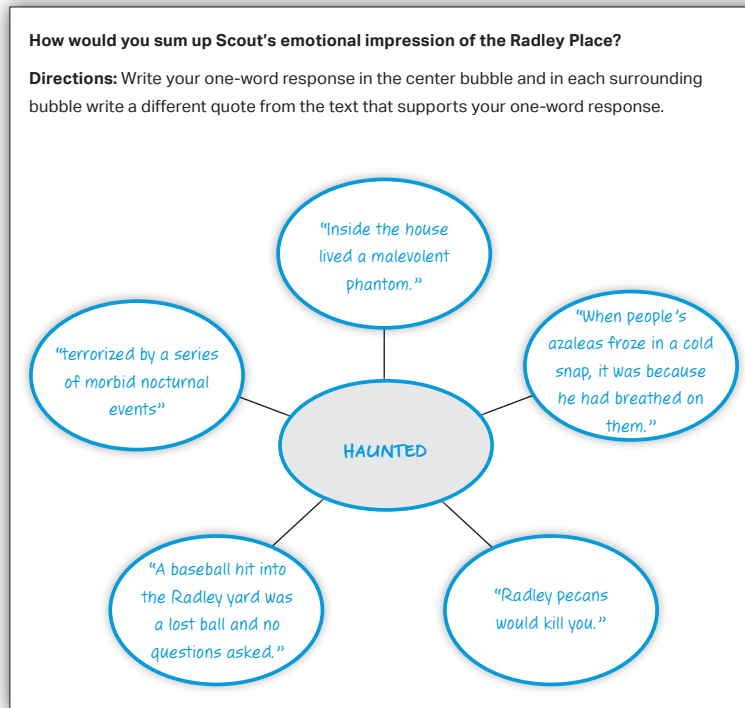 How would you sum up Scout's emotional impression of the Radley Place?
Directions: Write your one-word response in the center bubble and in each surrounding
bubble write a different quote from the text that supports your one-word response.
"Inside the house
lived a malevolent
phantom."
"When people's
azaleas froze in a cold
snap, it was because
he had breathed on
them."
"terrorized by a series
of morbid nocturnal
events"
HAUNTED
"A baseball hit into
the Radley yard was
a lost ball and no
questions asked."
"Radley pecans
would kill you."